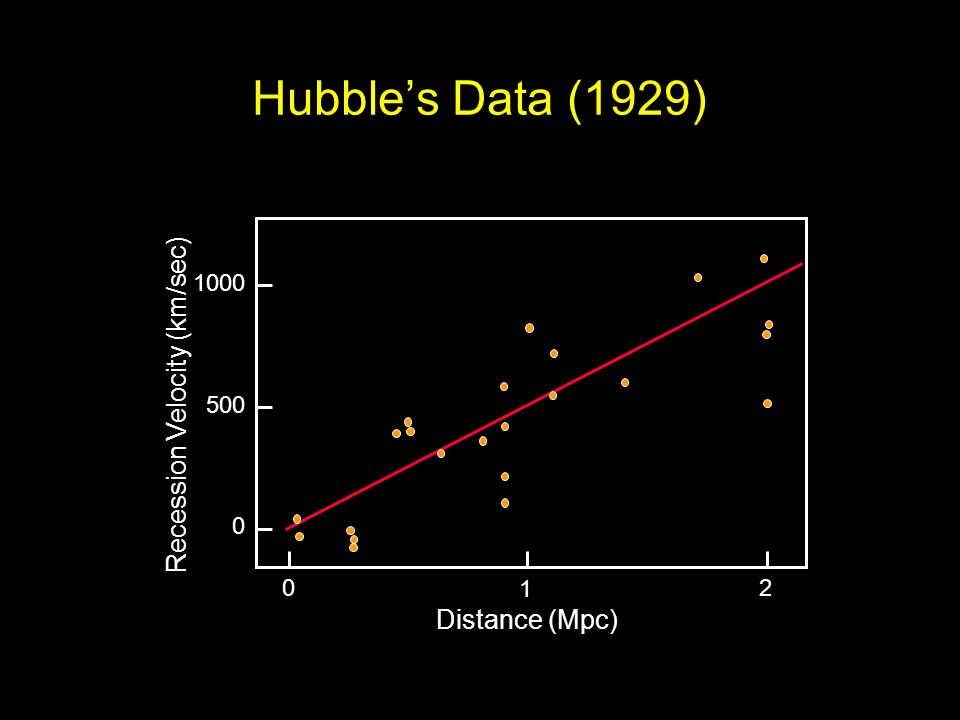 Hubble’s Data (1929)
Recession Velocity (km/sec)
1000
500
0
0 1 2
Distance (Mpc)